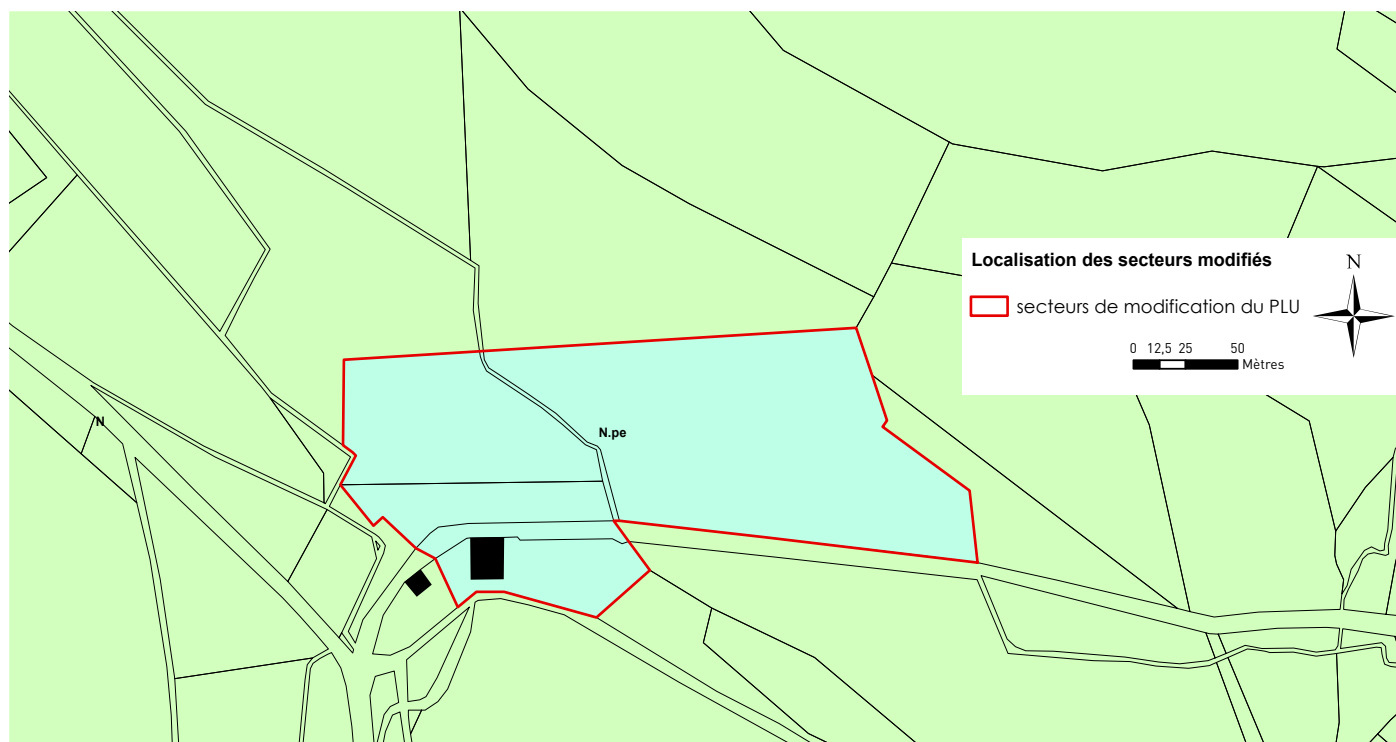 Localisation des secteurs modifiés
N
secteurs de modification du PLU
0 12,5 25 50
Mètres
N
N.pe